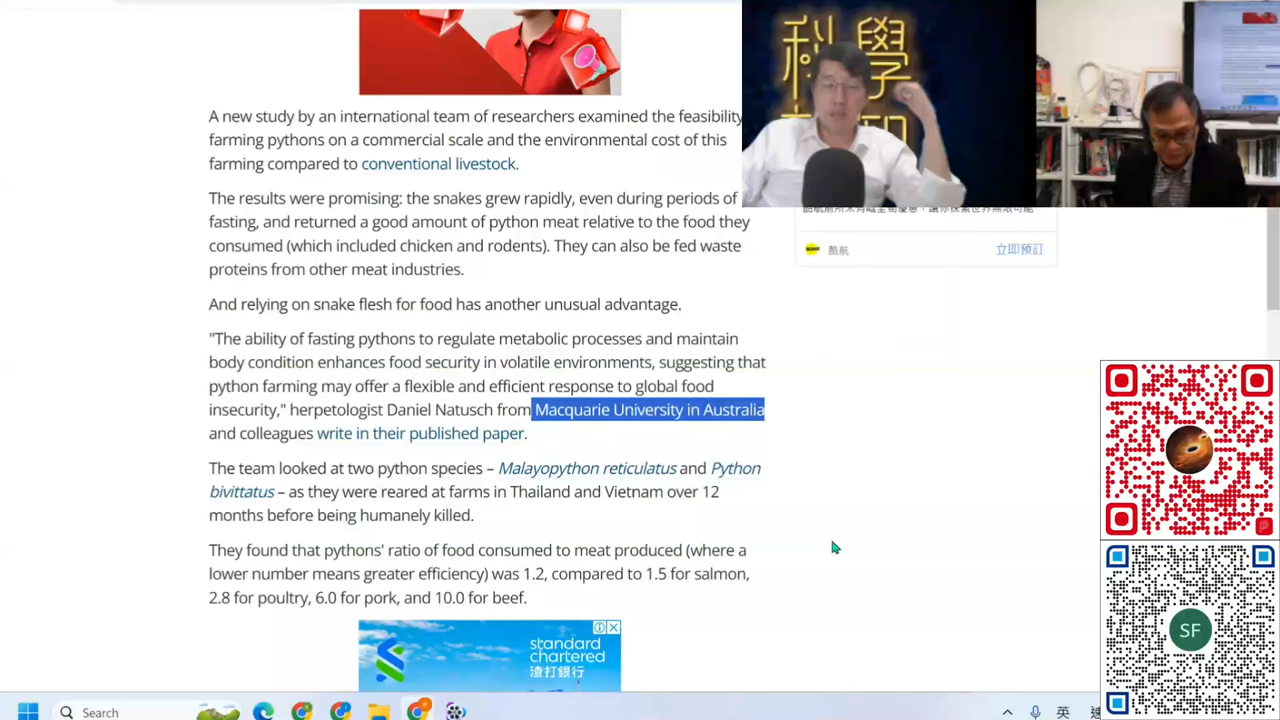 科學
A new study by an international team of researchers examined the feasibility
farming pythons on a commercial scale and the environmental cost of this
farming compared to conventional livestock.
The results were promising: the snakes grew rapidly, even during periods of
fasting, and returned a good amount of python meat relative to the food they
consumed (which included chicken and rodents). They can also be fed waste
proteins from other meat industries.
酷航
立即預訂
And relying on snake flesh for food has another unusual advantage.
"The ability of fasting pythons to regulate metabolic processes and maintain
body condition enhances food security in volatile environments, suggesting that
python farming may offer a flexible and efficient response to global food
insecurity," herpetologist Daniel Natusch from Macquarie University in Australia
and colleagues write in their published paper.
The team looked at two python species – Malayopython reticulatus and Python
bivittatus – as they were reared at farms in Thailand and Vietnam over 12
months before being humanely killed.
They found that pythons' ratio of food consumed to meat produced (where a
lower number means greater efficiency) was 1.2, compared to 1.5 for salmon,
2.8 for poultry, 6.0 for pork, and 10.0 for beef.
standard
chartered
渣打銀行
SF
Search
英